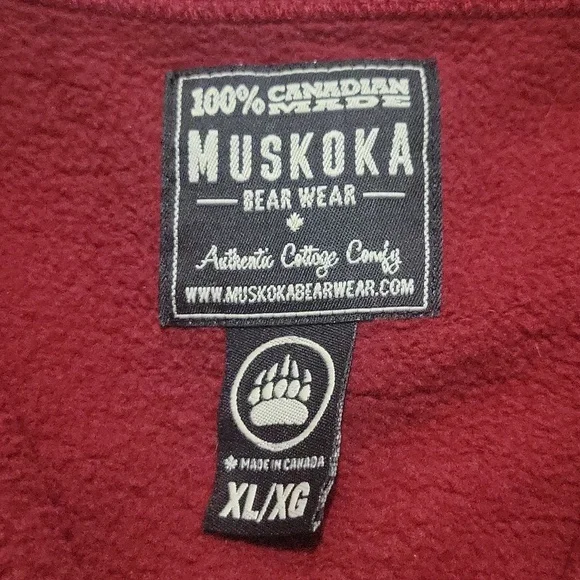 100% CANADIAN MADE
MUSKOKA
BEAR WEAR
Authentic Cottage Comfy
WWW.MUSKOKABEARWEAR.COM
MADE IN CANADA
XL/XG